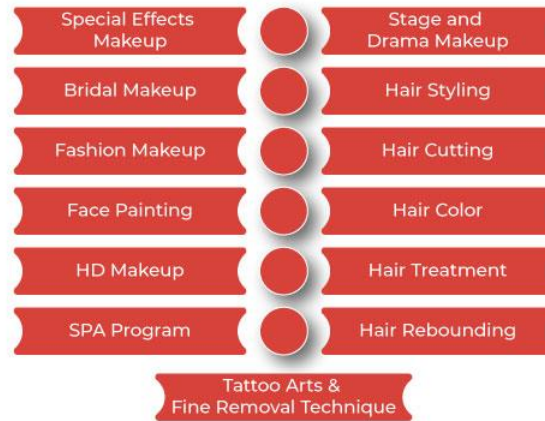 Special Effects
Makeup
Stage and
Drama Makeup
Bridal Makeup
Hair Styling
Fashion Makeup
Hair Cutting
Face Painting
Hair Color
HD Makeup
Hair Treatment
SPA Program
Hair Rebounding
Tattoo Arts &
Fine Removal Technique